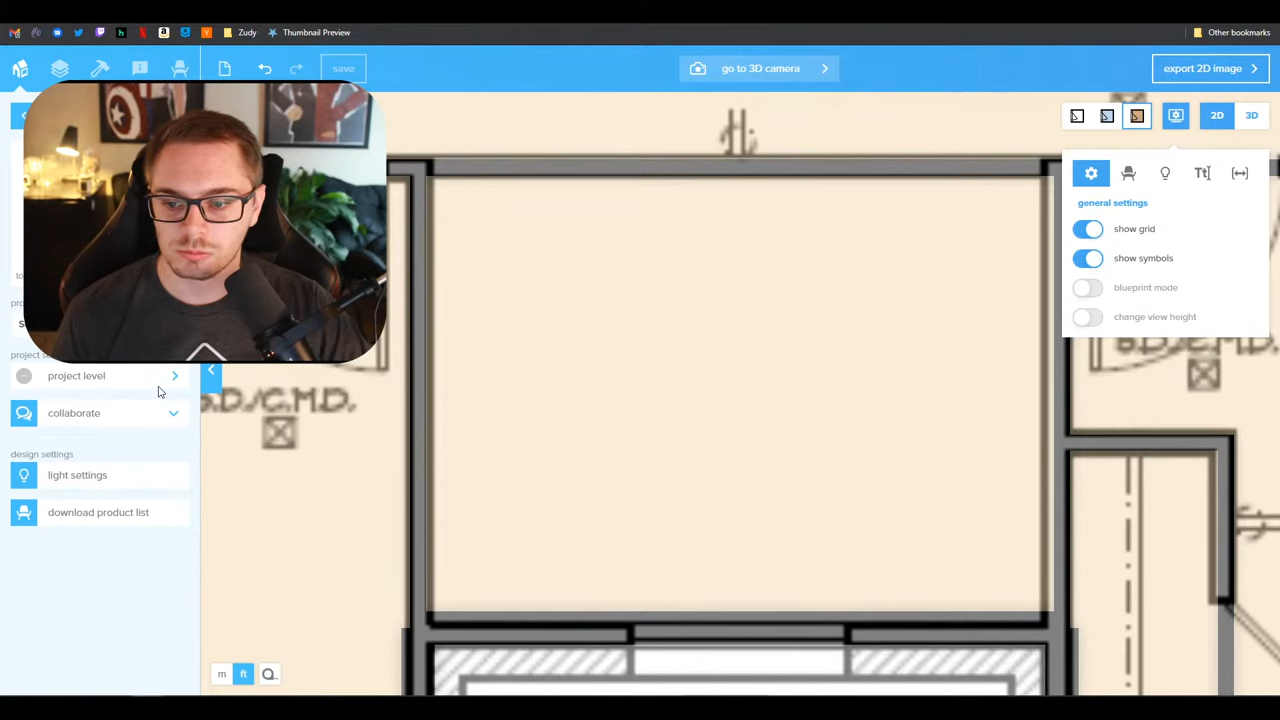 Zudy
Thumbnail Preview
Other bookmarks
save
go to 3D camera
export 2D image
2D
3D
Tt
general settings
show grid
show symbols
blueprint mode
change view height
project level
collaborate
design settings
light settings
download product list
/C.M.D.
m
ft